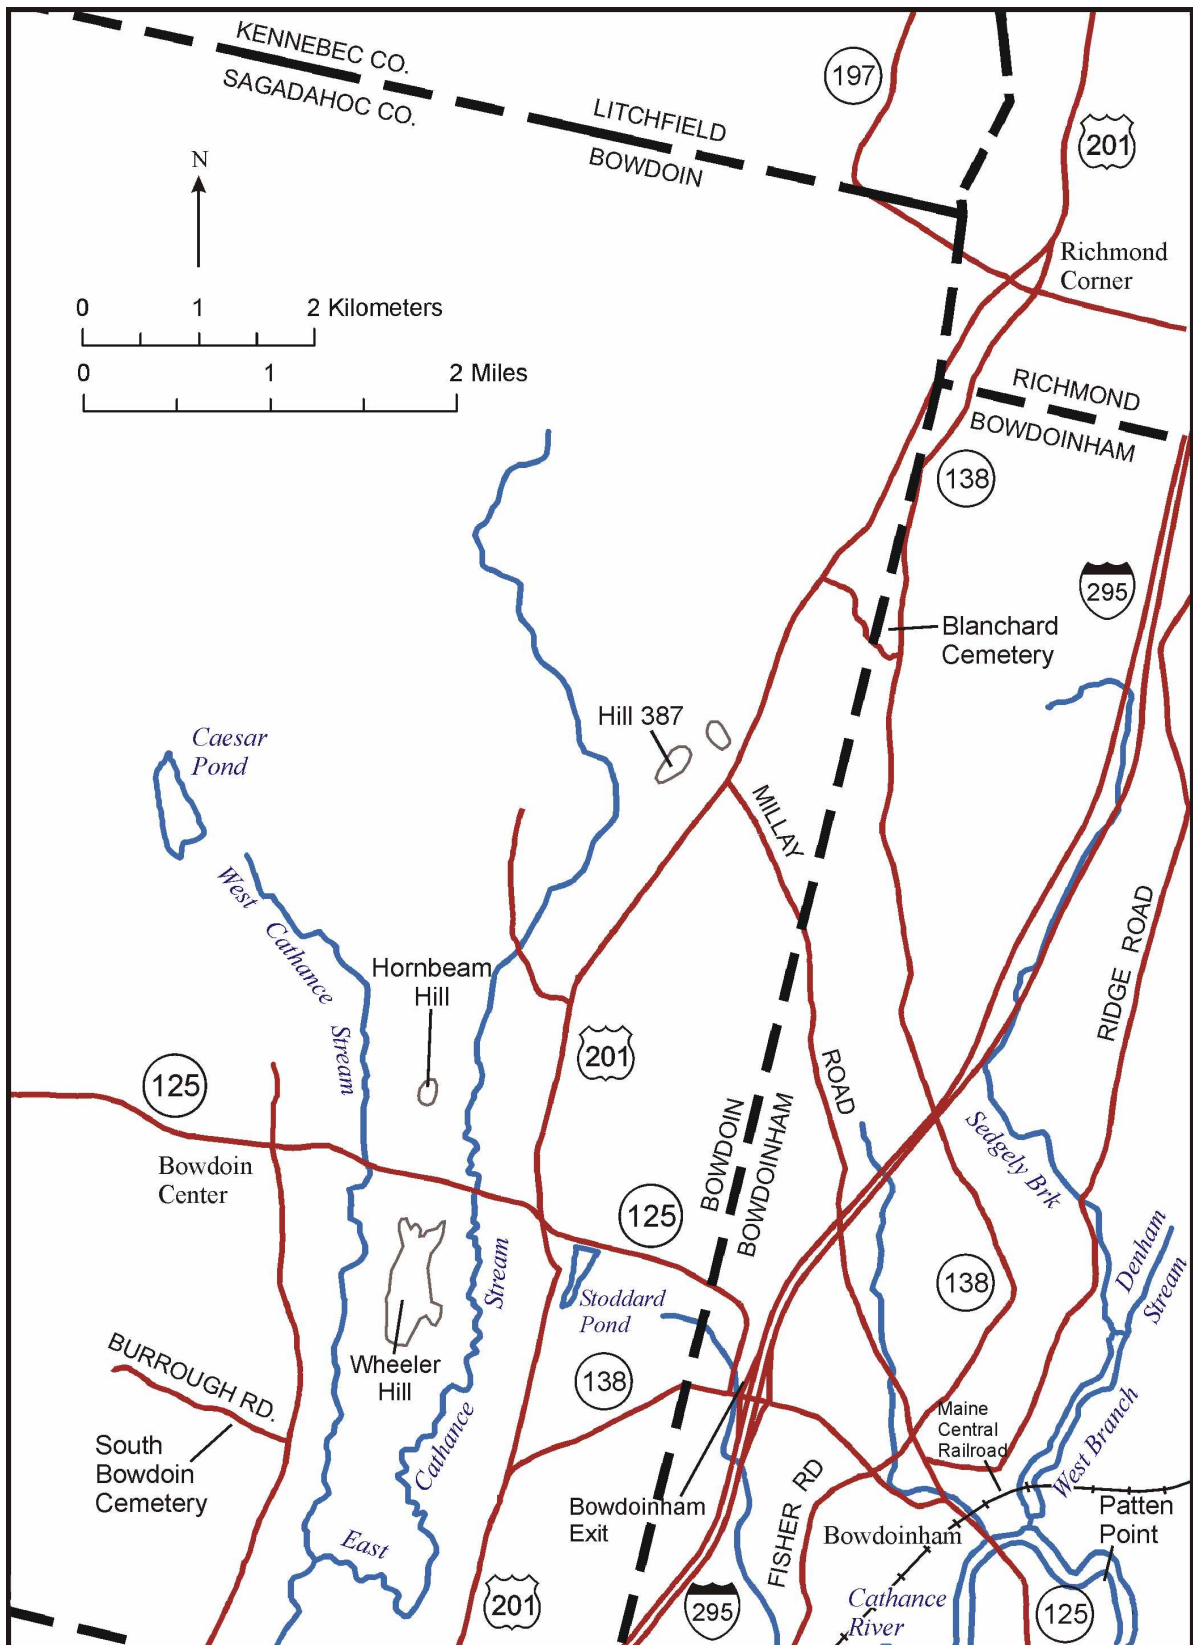 KENNEBEC CO.
SAGADAHOC CO.
LITCHFIELD
BOWDOIN
197
201
N
Richmond
Corner
0 1 2 Kilometers
0 1 2 Miles
RICHMOND
BOWDOINHAM
138
295
Blanchard
Cemetery
Hill 387
Caesar
Pond
MILLAY
West Cathance Stream
Hornbeam
Hill
RIDGE ROAD
201
ROAD
125
BOWDOIN
BOWDOINHAM
Sedgely Brk
Bowdoin
Center
125
Denham
Stream
Stream
138
Stoddard
Pond
BURROUGH RD.
Wheeler
Hill
138
Maine
Central
Railroad
West Branch
South
Bowdoin
Cemetery
Cathance
FISHER RD
Bowdoinham
Exit
Patten
Point
Bowdoinham
East
201
295
Cathance
River
125